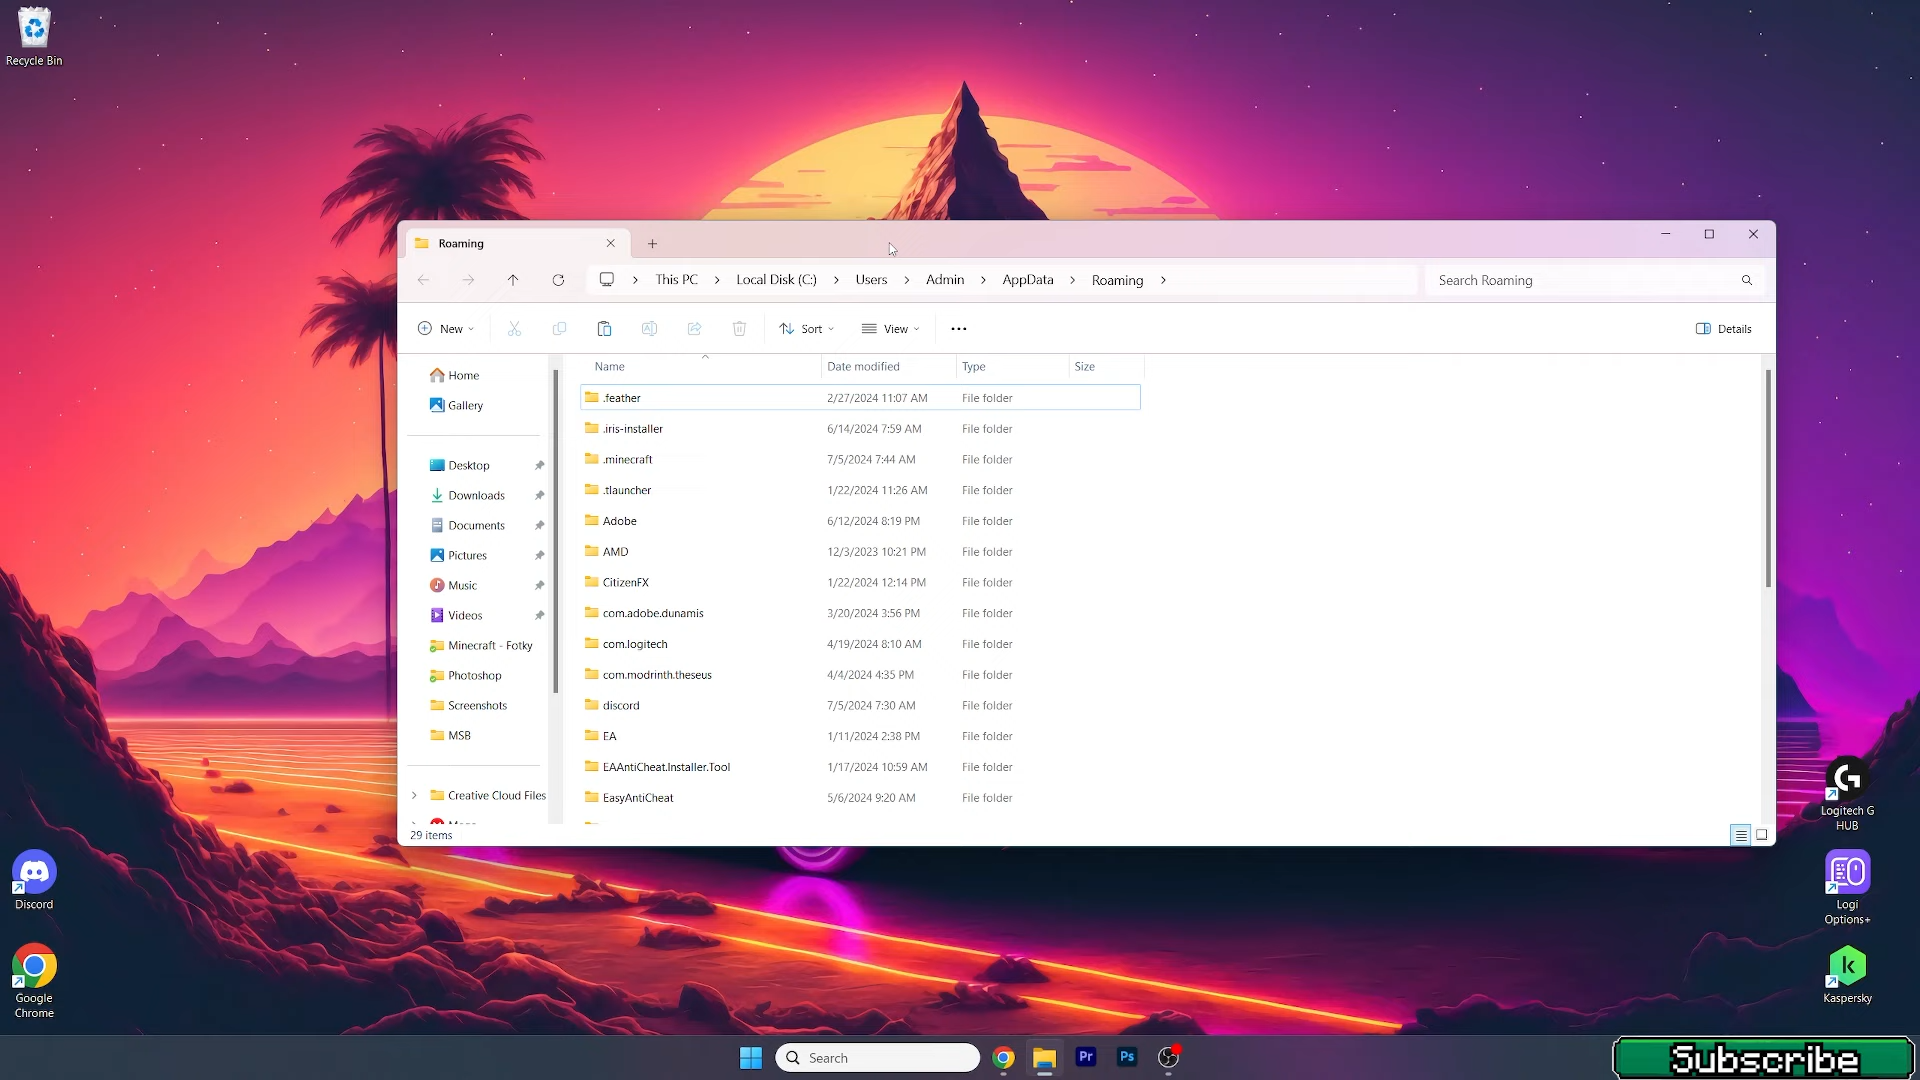 Recycle Bin
Roaming
This PC > Local Disk (C:) > Users > Admin > AppData > Roaming >
Search Roaming
New
Sort
View
Details
Name Date modified Type Size
Home
Gallery
Desktop
Downloads
Documents
Pictures
Music
Videos
Minecraft - Fotky
Photoshop
Screenshots
MSB
Creative Cloud Files
.feather 2/27/2024 11:07 AM File folder
.iris-installer 6/14/2024 7:59 AM File folder
.minecraft 7/5/2024 7:44 AM File folder
.tlauncher 1/22/2024 11:26 AM File folder
Adobe 6/12/2024 8:19 PM File folder
AMD 12/3/2023 10:21 PM File folder
CitizenFX 1/22/2024 12:14 PM File folder
com.adobe.dunamis 3/20/2024 3:56 PM File folder
com.logitech 4/19/2024 8:10 AM File folder
com.modrinth.theseus 4/4/2024 4:35 PM File folder
discord 7/5/2024 7:30 AM File folder
EA 1/11/2024 2:38 PM File folder
EAAntiCheat.Installer.Tool 1/17/2024 10:59 AM File folder
EasyAntiCheat 5/6/2024 9:20 AM File folder
29 items
Discord
Google
Chrome
Logitech G
HUB
Logi
Options+
Kaspersky
Search
Pr
Ps
Subscribe